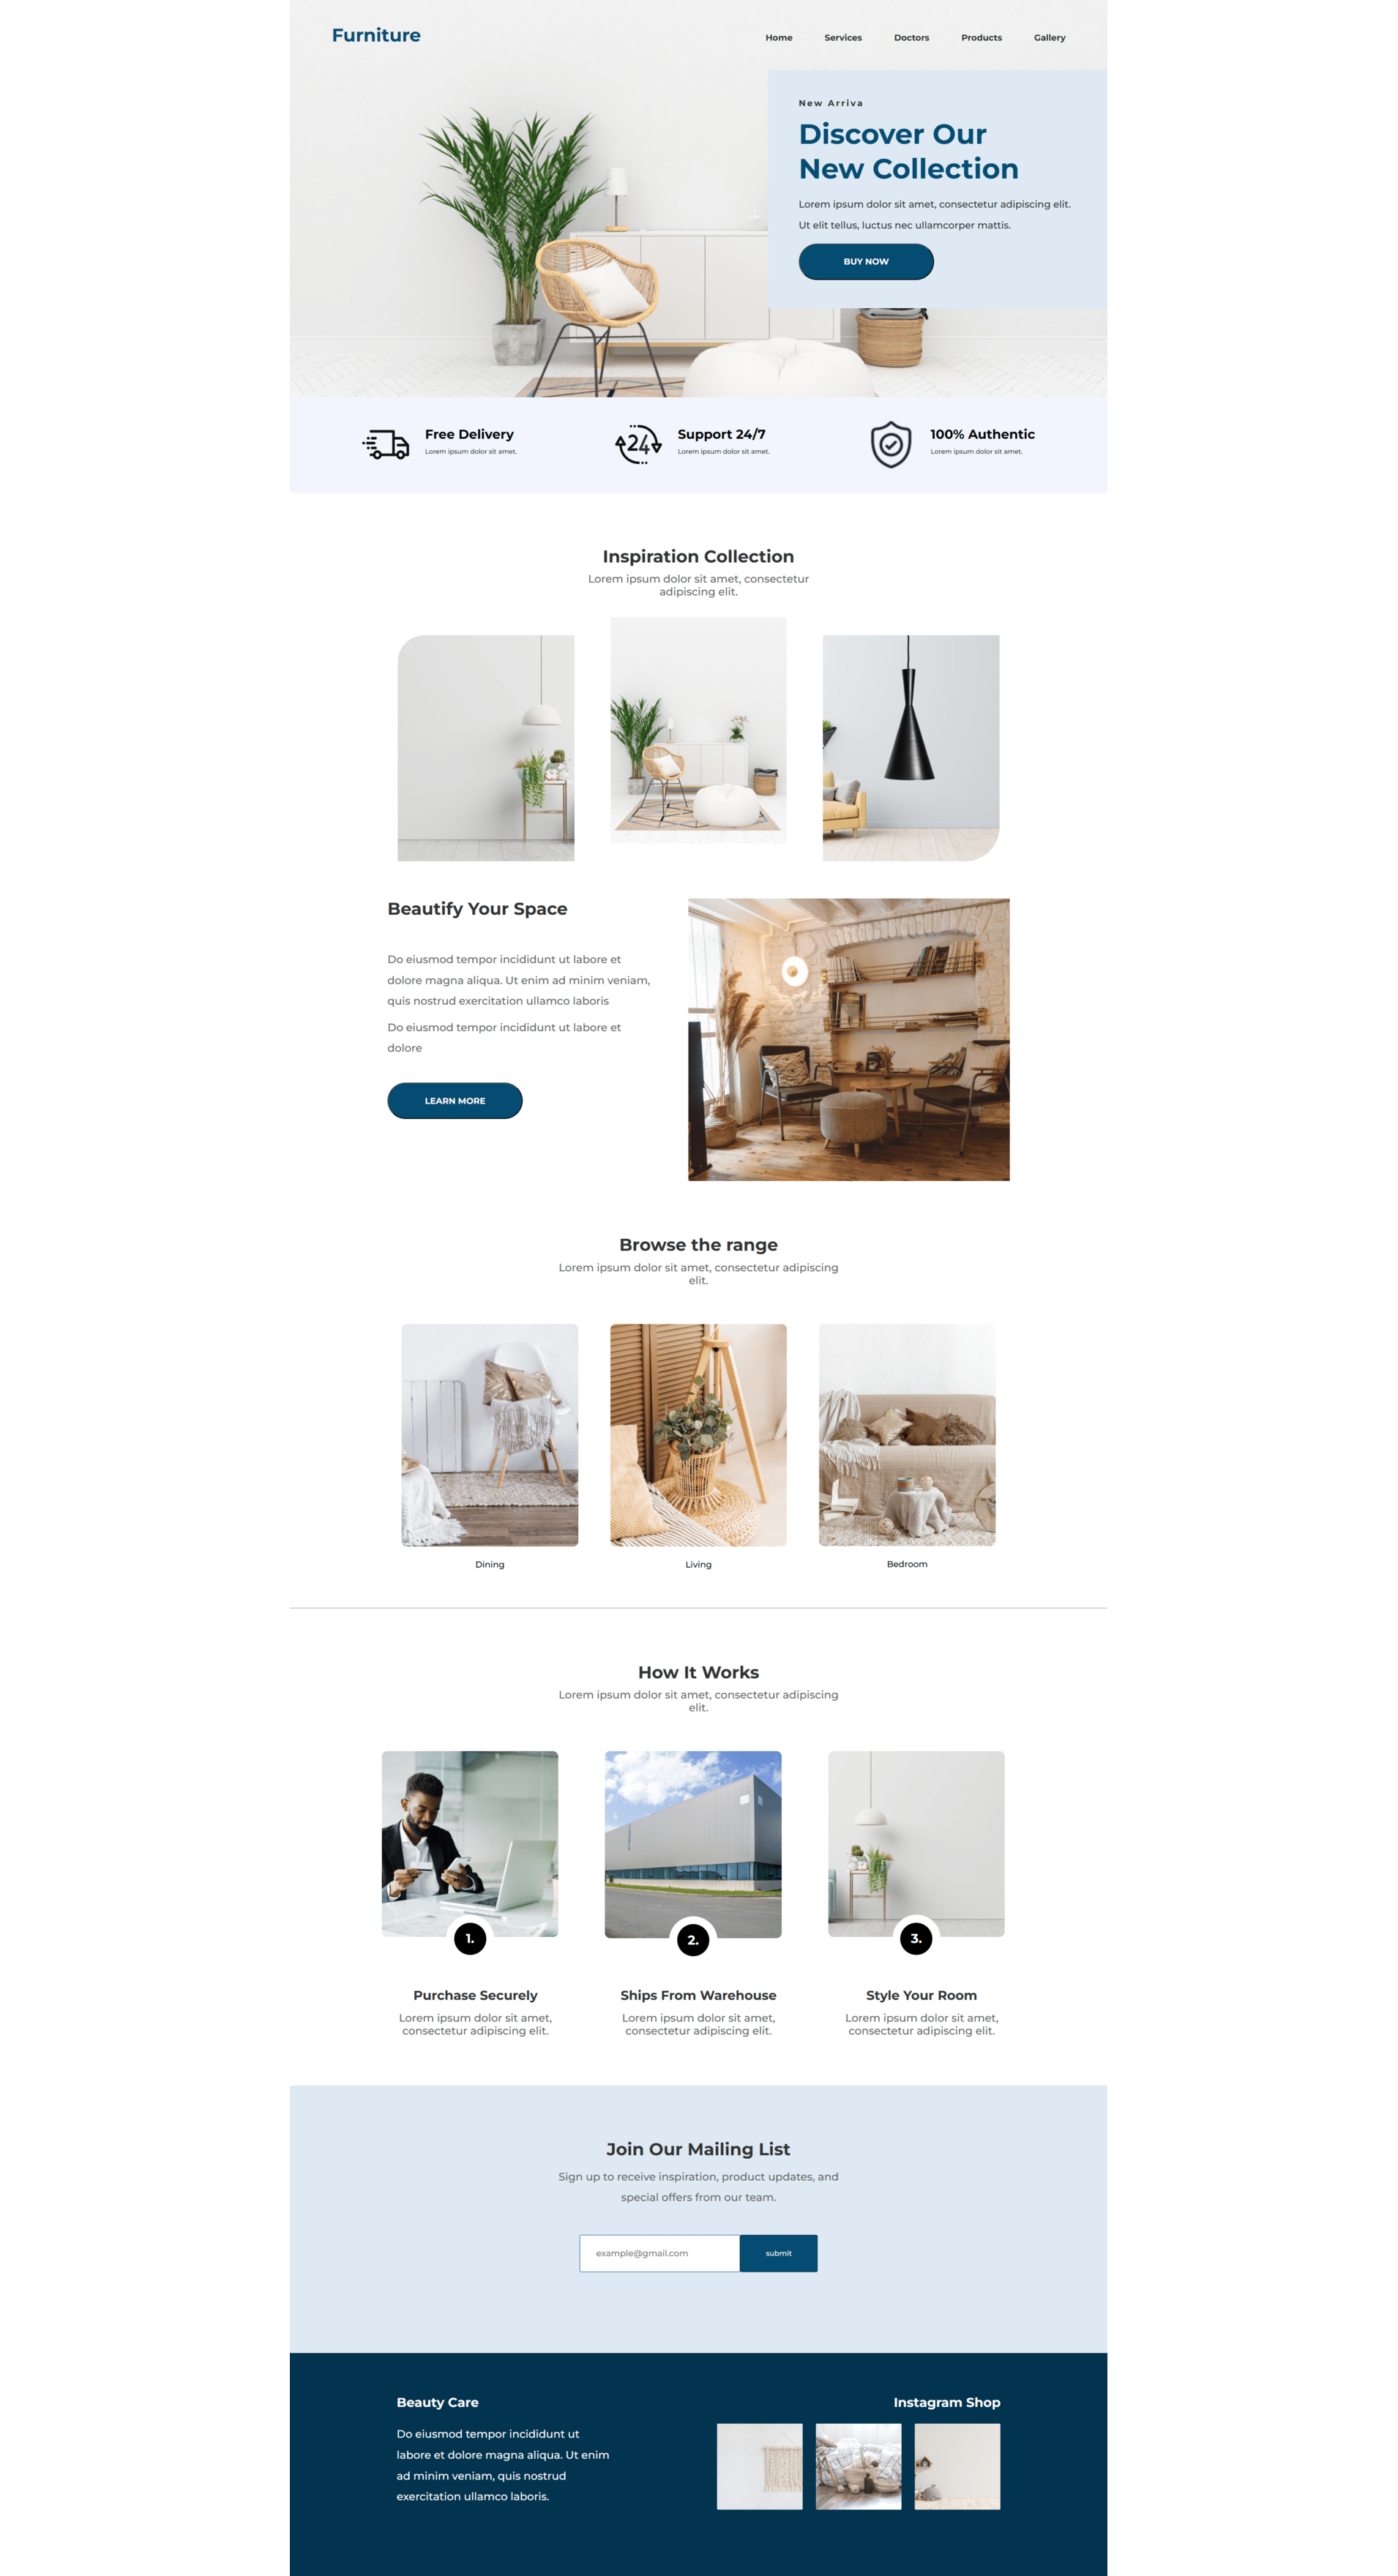 Furniture
Home Services Doctors Products Gallery
New Arriva
Discover Our
New Collection
Lorem ipsum dolor sit amet, consectetur adipiscing elit.
Ut elit tellus, luctus nec ullamcorper mattis.
BUY NOW
Free Delivery
Lorem ipsum dolor sit amet.
24
Support 24/7
Lorem ipsum dolor sit amet.
100% Authentic
Lorem ipsum dolor sit amet.
Inspiration Collection
Lorem ipsum dolor sit amet, consectetur
adipiscing elit.
Beautify Your Space
Do eiusmod tempor incididunt ut labore et
dolore magna aliqua. Ut enim ad minim veniam,
quis nostrud exercitation ullamco laboris
Do eiusmod tempor incididunt ut labore et
dolore
LEARN MORE
Browse the range
Lorem ipsum dolor sit amet, consectetur adipiscing
elit.
Dining
Living
Bedroom
How It Works
Lorem ipsum dolor sit amet, consectetur adipiscing
elit.
1.
Purchase Securely
Lorem ipsum dolor sit amet,
consectetur adipiscing elit.
2.
Ships From Warehouse
Lorem ipsum dolor sit amet,
consectetur adipiscing elit.
3.
Style Your Room
Lorem ipsum dolor sit amet,
consectetur adipiscing elit.
Join Our Mailing List
Sign up to receive inspiration, product updates, and
special offers from our team.
example@gmail.com
submit
Beauty Care
Do eiusmod tempor incididunt ut
labore et dolore magna aliqua. Ut enim
ad minim veniam, quis nostrud
exercitation ullamco laboris.
Instagram Shop